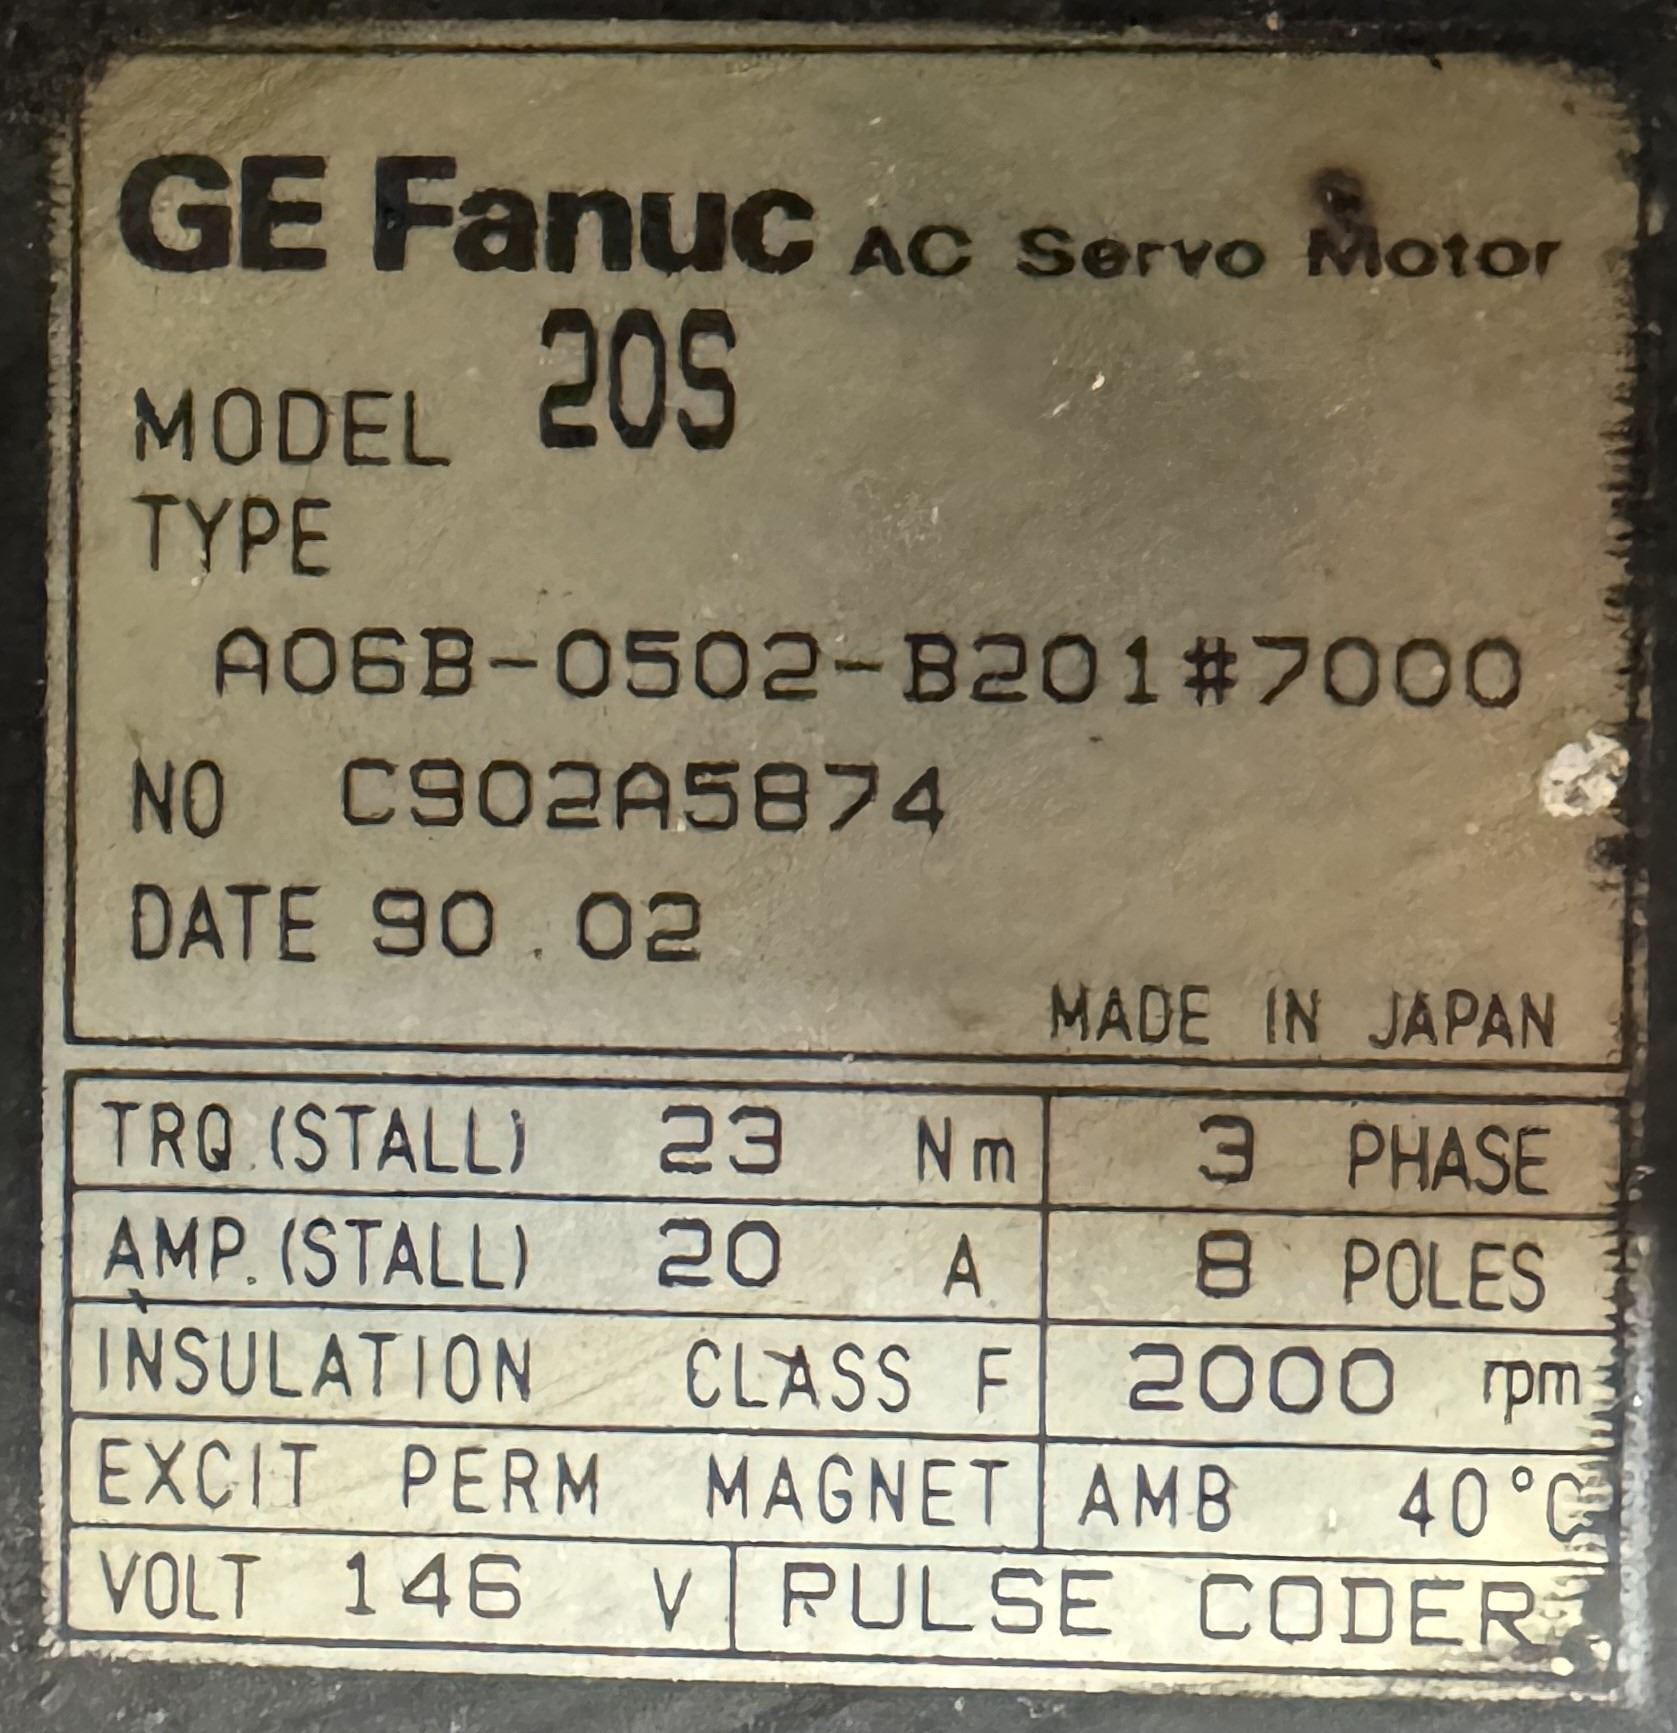 GE Fanuc AC Servo Motor
MODEL 20S
TYPE
A06B-0502-B201#7000
NO C902A5874
DATE 90.02
MADE IN JAPAN
TRQ.(STALL) 23 Nm 3 PHASE
AMP.(STALL) 20 A 8 POLES
INSULATION CLASS F 2000 rpm
EXCIT PERM MAGNET AMB 40°C
VOLT 146 V PULSE CODER